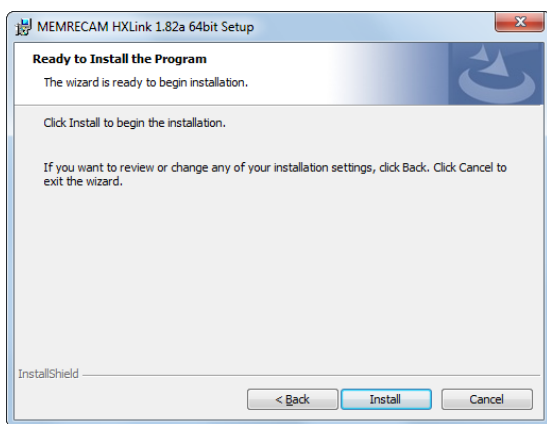 MEMRECAM HXLink 1.82a 64bit Setup
Ready to Install the Program
The wizard is ready to begin installation.
Click Install to begin the installation.
If you want to review or change any of your installation settings, click Back. Click Cancel to
exit the wizard.
InstallShield
< Back Install Cancel